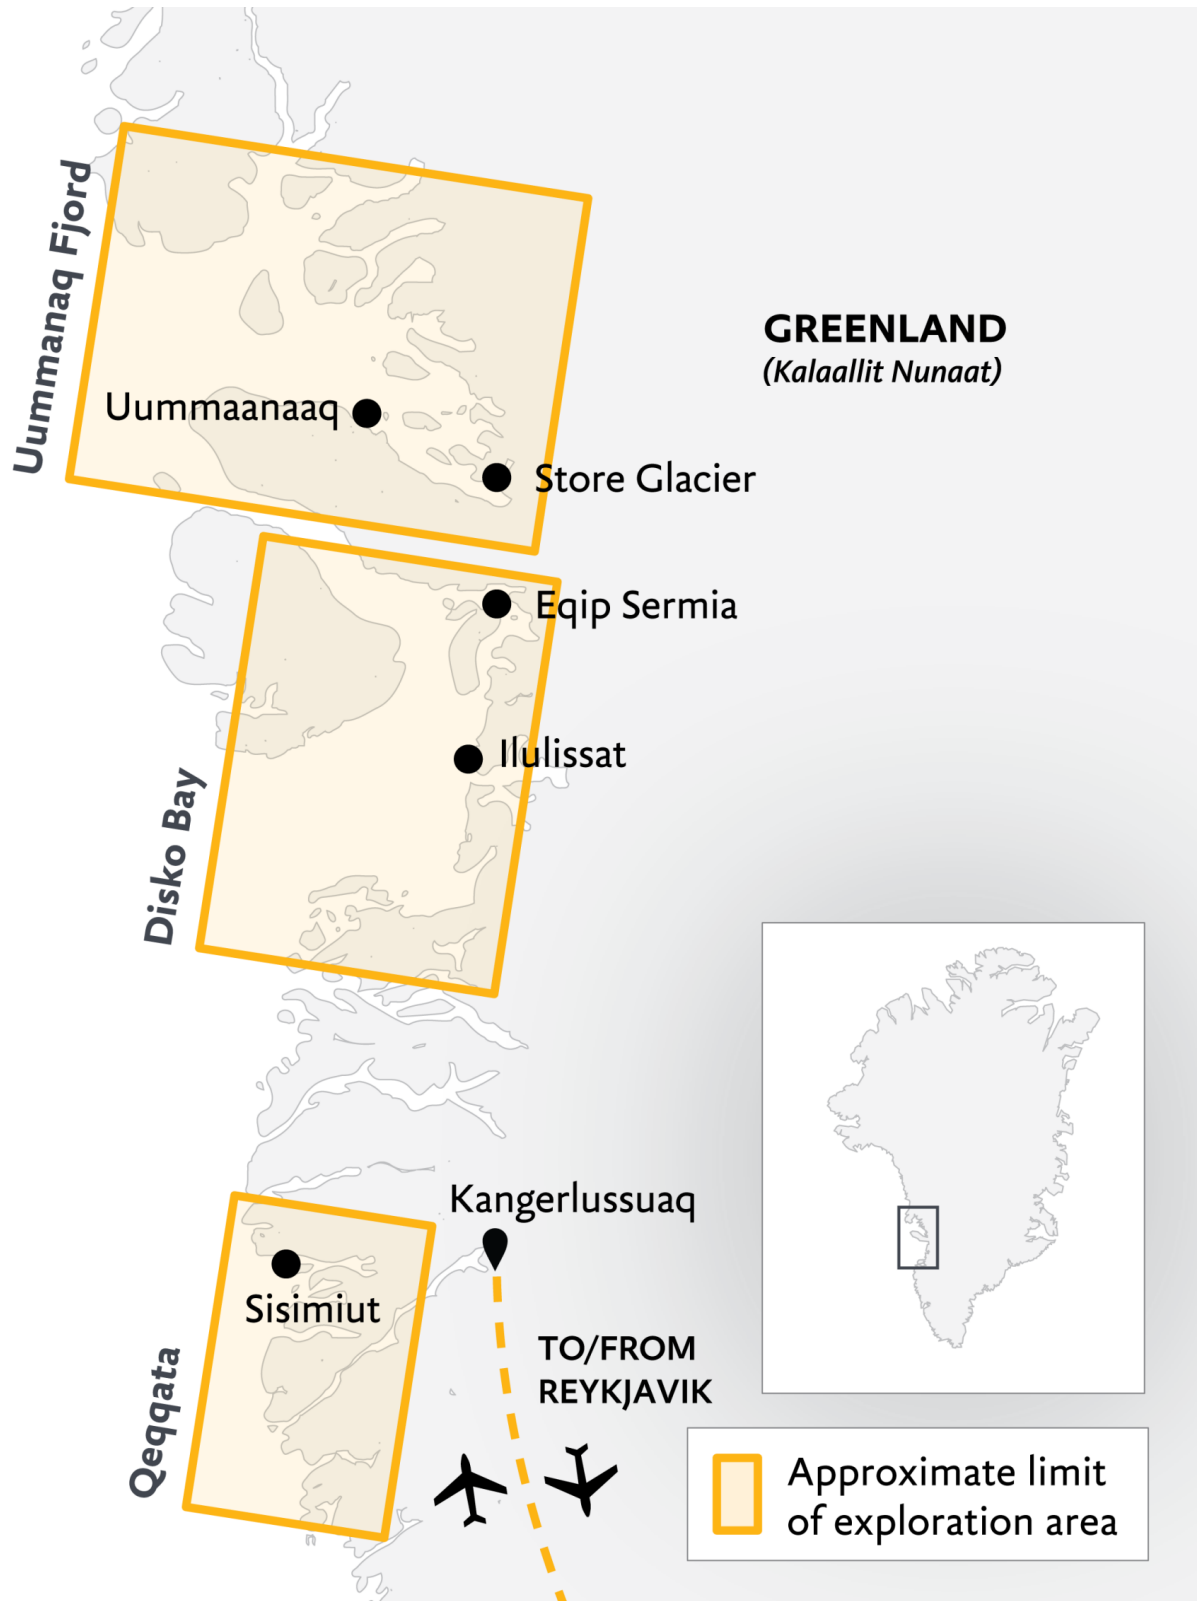 Uummanaq Fjord
GREENLAND
(Kalaallit Nunaat)
Uummaanaaq
Store Glacier
Eqip Sermia
Ilulissat
Disko Bay
Kangerlussuaq
Sisimiut
TO/FROM
REYKJAVIK
Qeqqata
Approximate limit
of exploration area